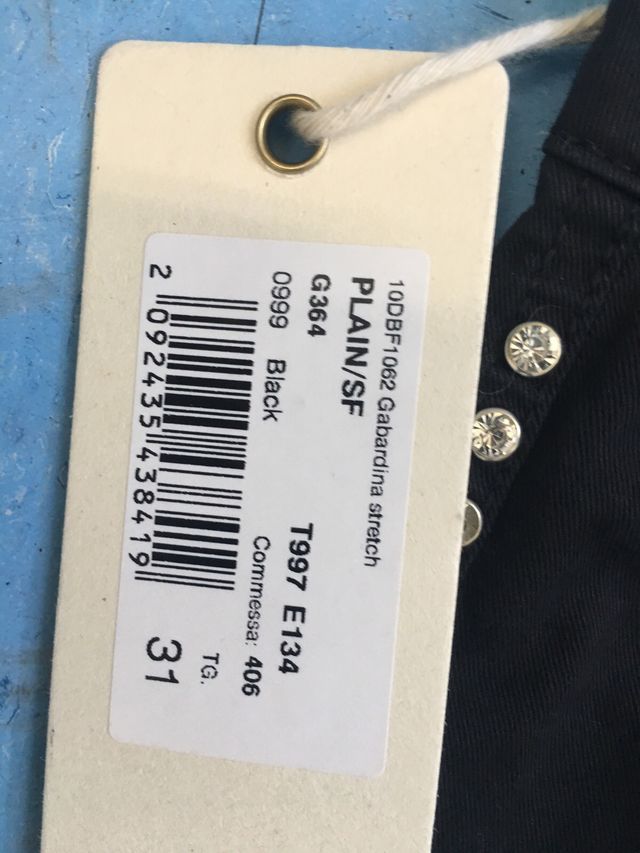 10DBF1062 Gabardina stretch
PLAIN/SF
G364 T997 E134
0999 Black Commessa: 406
TG.
31
2 092435 438419